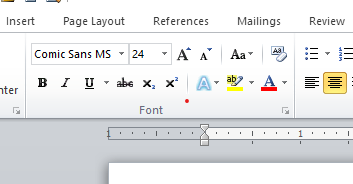 Insert Page Layout References Mailings Review
Comic Sans MS 24 A A Aa
nter B I U abc x₂ x² A ab A
Font
1 1